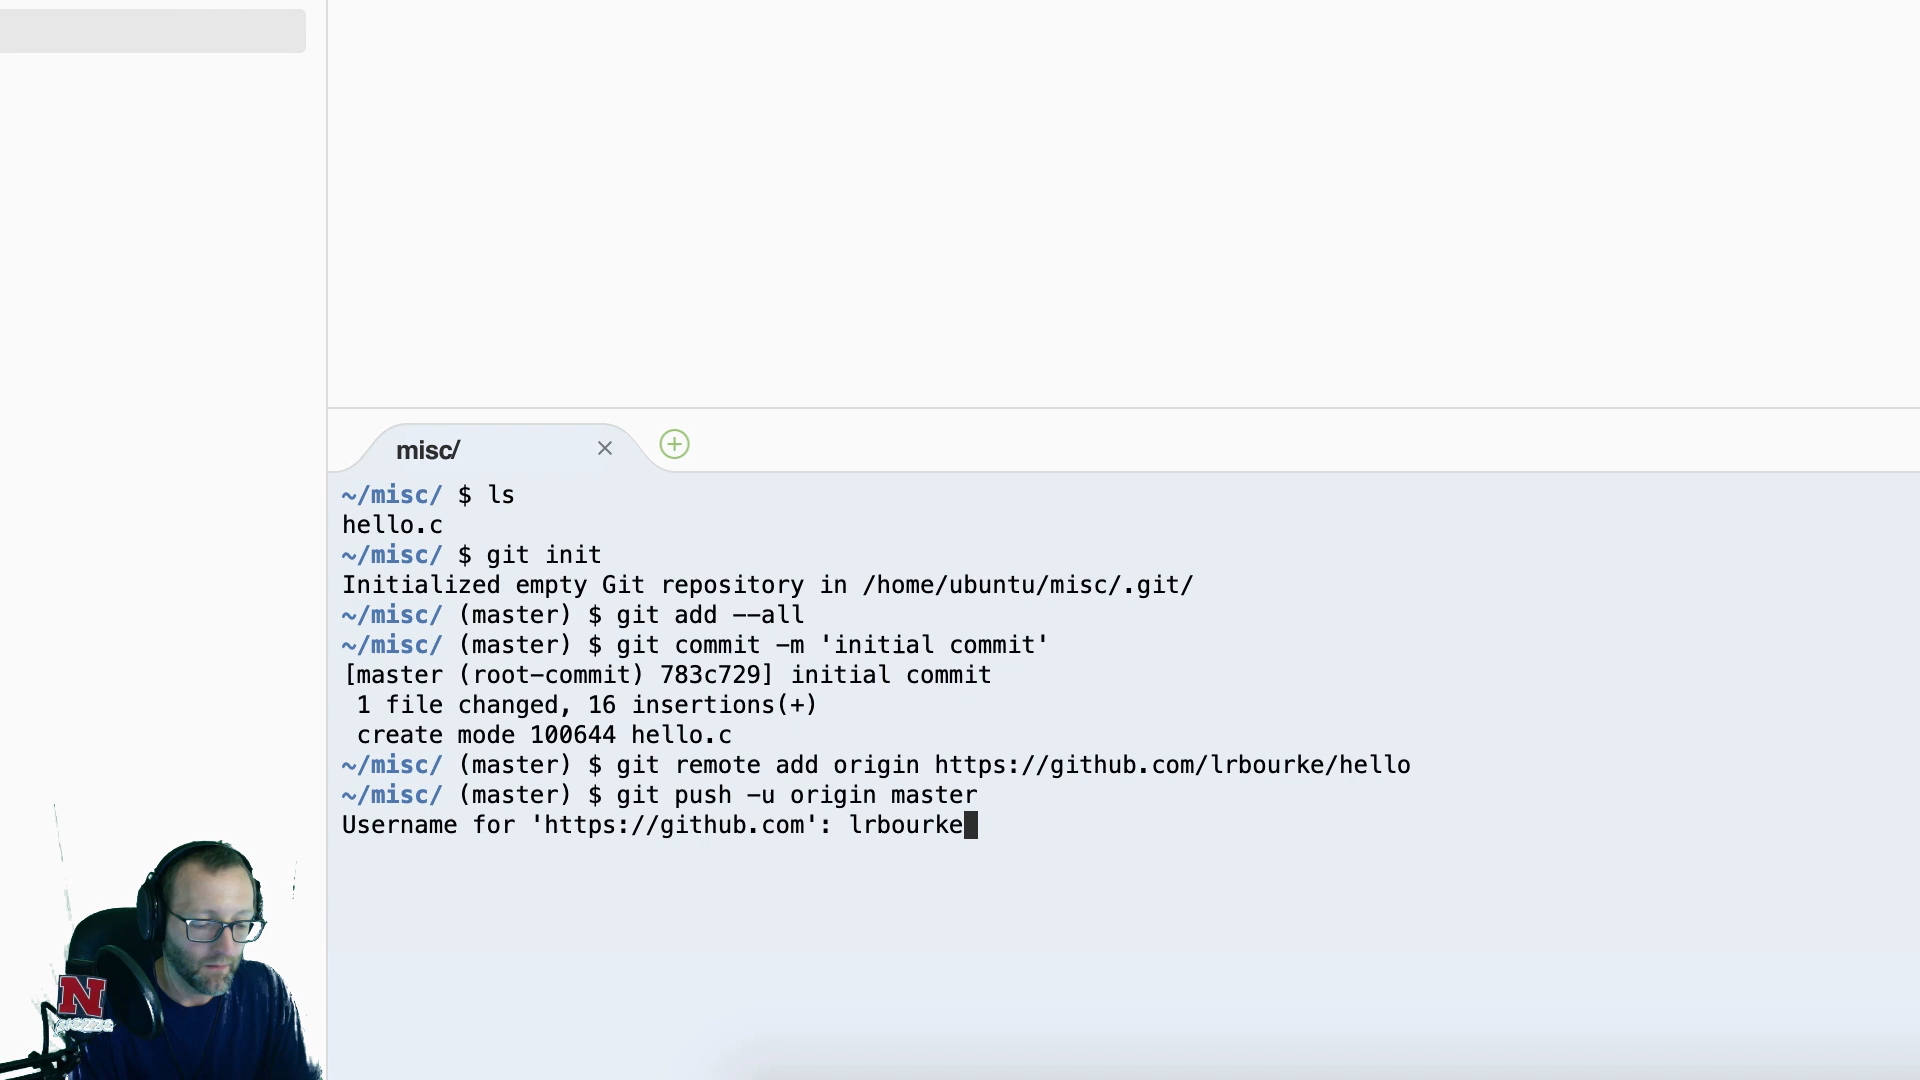 misc/
~/misc/ $ ls
hello.c
~/misc/ $ git init
Initialized empty Git repository in /home/ubuntu/misc/.git/
~/misc/ (master) $ git add --all
~/misc/ (master) $ git commit -m 'initial commit'
[master (root-commit) 783c729] initial commit
1 file changed, 16 insertions(+)
create mode 100644 hello.c
~/misc/ (master) $ git remote add origin https://github.com/lrbourke/hello
~/misc/ (master) $ git push -u origin master
Username for 'https://github.com': lrbourke
N